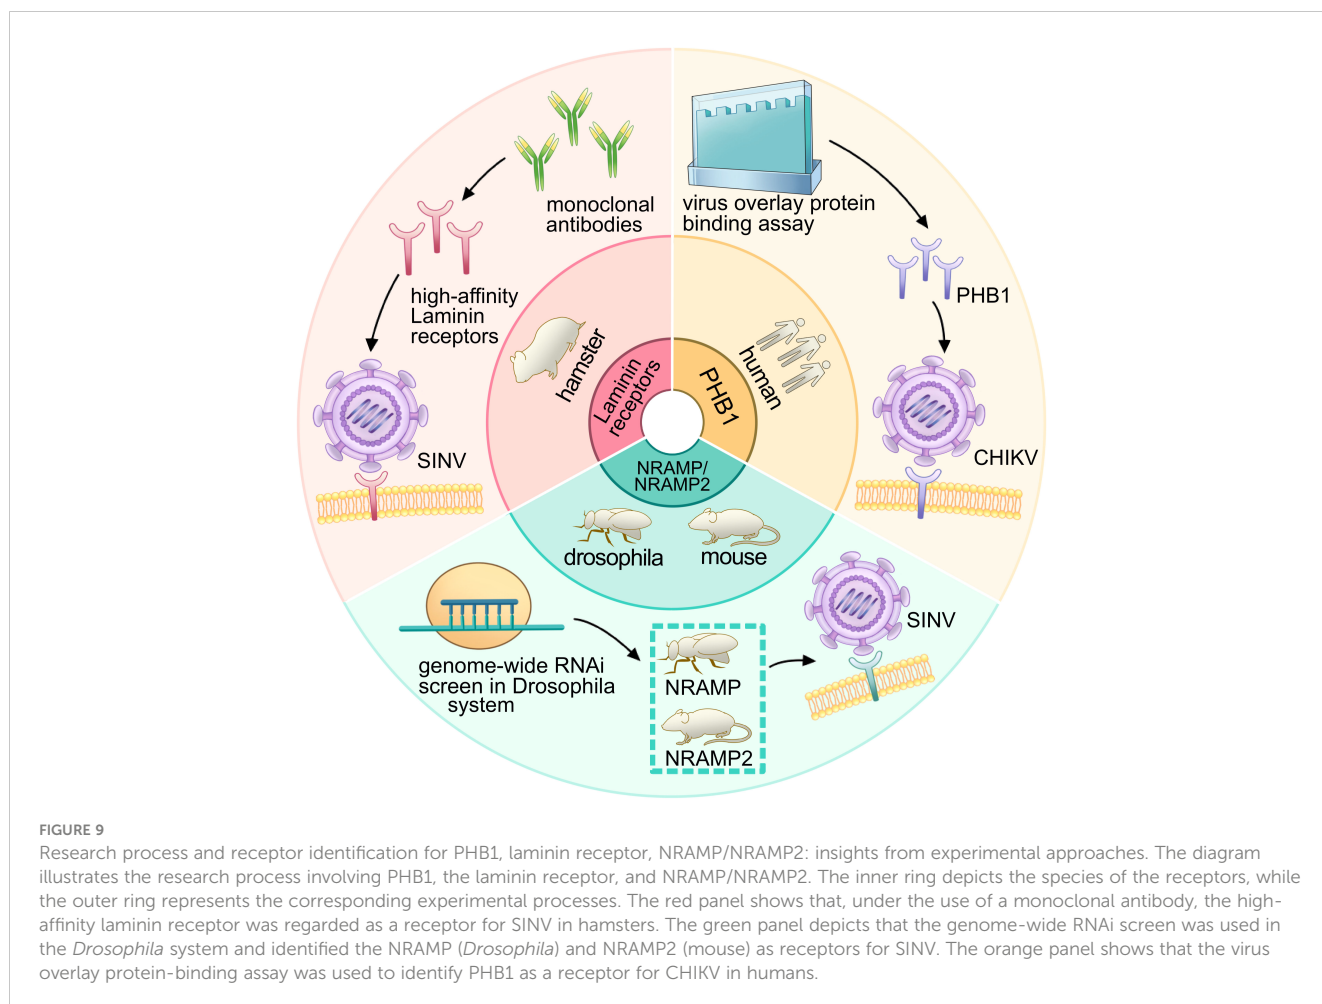 monoclonal
antibodies
high-affinity
Laminin
receptors
SINV
hamster
Laminin
receptors
virus overlay protein
binding assay
PHB1
CHIKV
human
PHB1
NRAMP/
NRAMP2
drosophila
mouse
genome-wide RNAi
screen in Drosophila
system
NRAMP
NRAMP2
SINV
FIGURE 9
Research process and receptor identification for PHB1, laminin receptor, NRAMP/NRAMP2: insights from experimental approaches. The diagram
illustrates the research process involving PHB1, the laminin receptor, and NRAMP/NRAMP2. The inner ring depicts the species of the receptors, while
the outer ring represents the corresponding experimental processes. The red panel shows that, under the use of a monoclonal antibody, the high-
affinity laminin receptor was regarded as a receptor for SINV in hamsters. The green panel depicts that the genome-wide RNAi screen was used in
the Drosophila system and identified the NRAMP (Drosophila) and NRAMP2 (mouse) as receptors for SINV. The orange panel shows that the virus
overlay protein-binding assay was used to identify PHB1 as a receptor for CHIKV in humans.